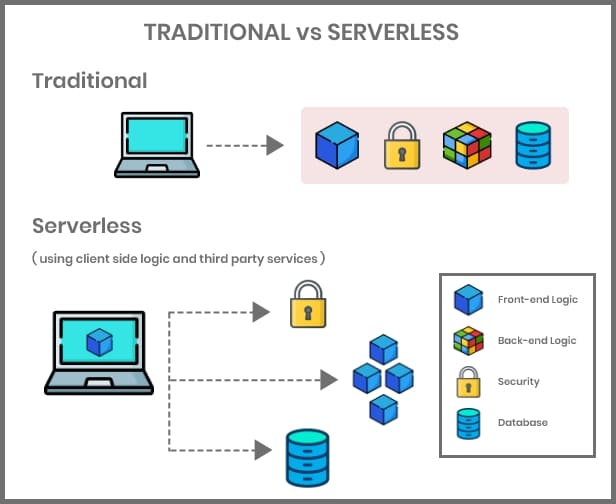 TRADITIONAL vs SERVERLESS
Traditional
Serverless
( using client side logic and third party services )
Front-end Logic
Back-end Logic
Security
Database